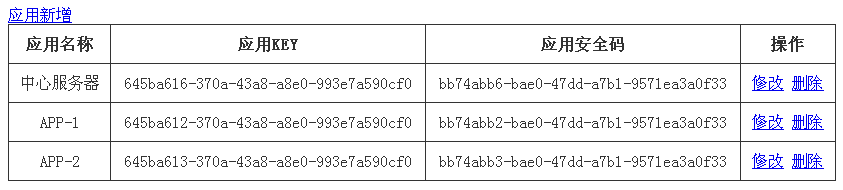 应用新增
应用名称 应用KEY 应用安全码 操作
中心服务器 645ba616-370a-43a8-a8e0-993e7a590cf0 bb74abb6-bae0-47dd-a7b1-9571ea3a0f33 修改 删除
APP-1 645ba612-370a-43a8-a8e0-993e7a590cf0 bb74abb2-bae0-47dd-a7b1-9571ea3a0f33 修改 删除
APP-2 645ba613-370a-43a8-a8e0-993e7a590cf0 bb74abb3-bae0-47dd-a7b1-9571ea3a0f33 修改 删除